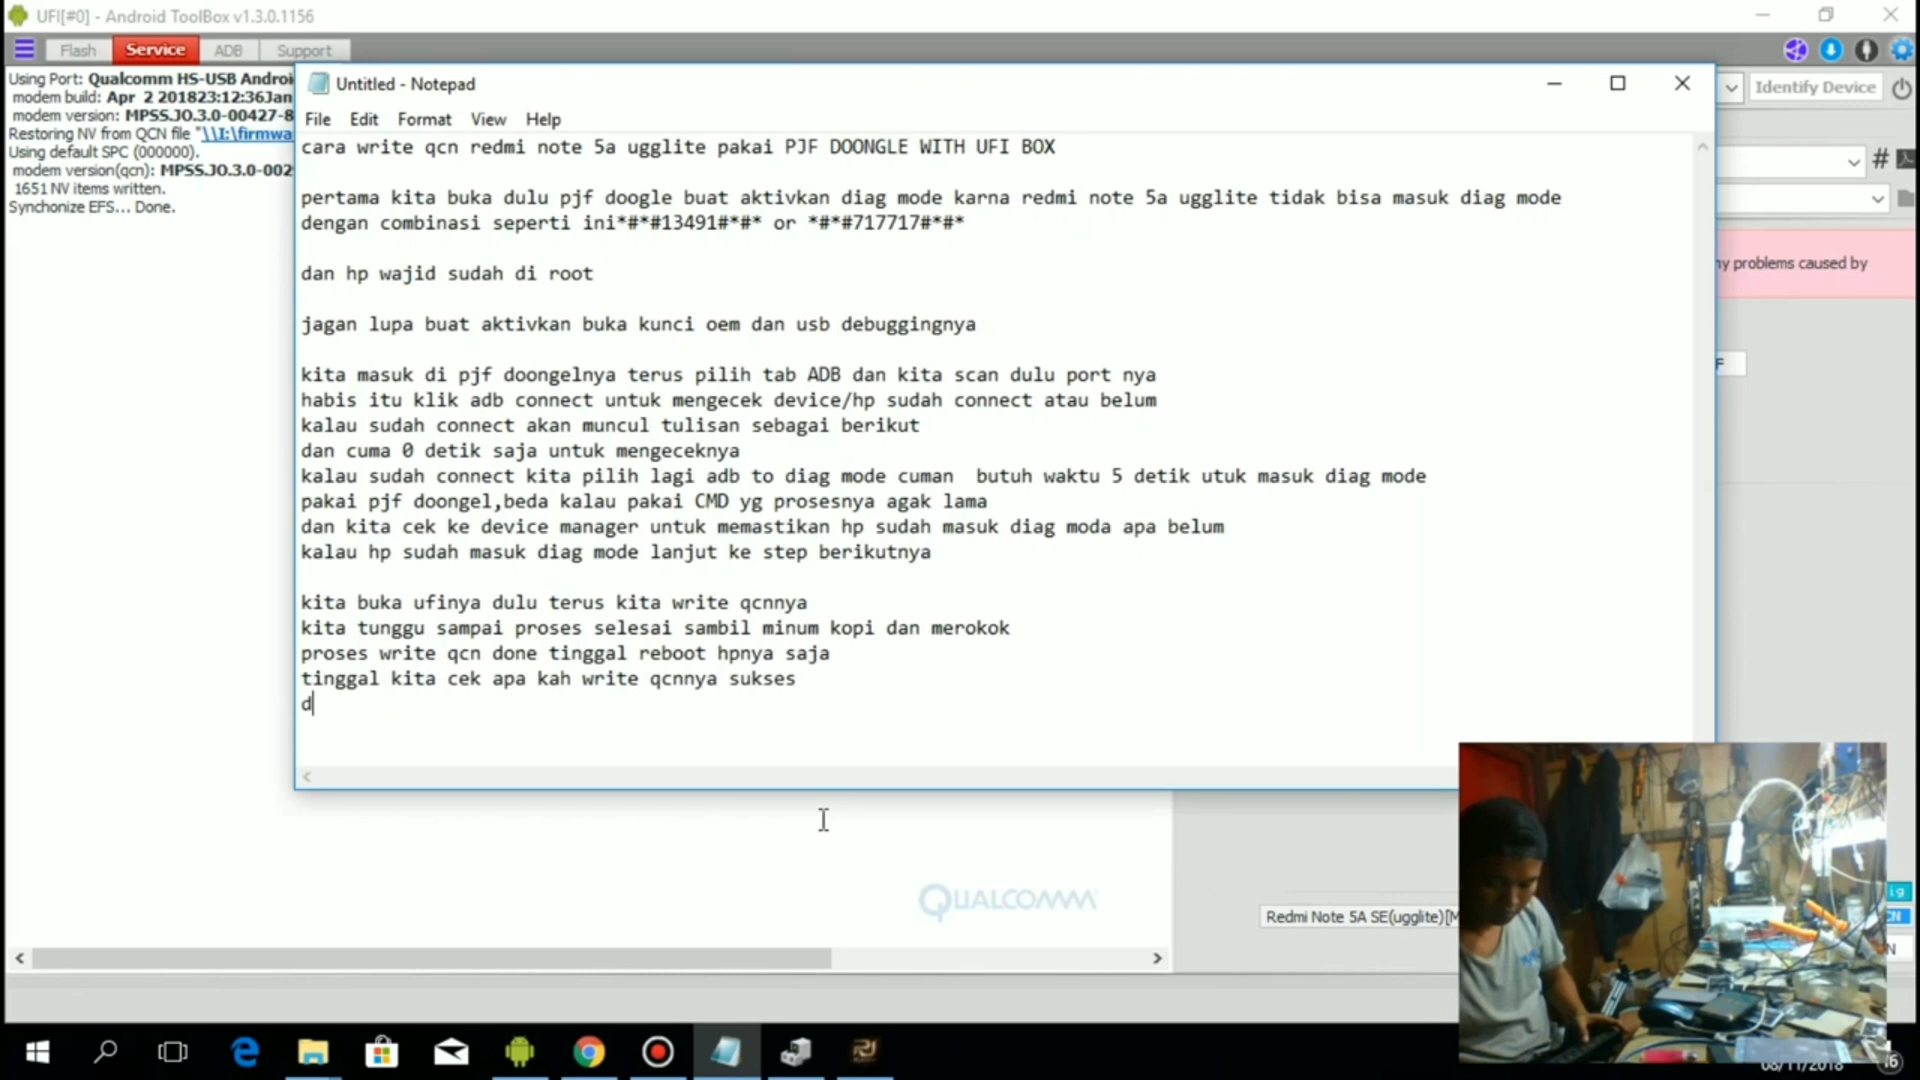 UFI[#0] - Android ToolBox v1.3.0.1156
Flash Service ADB Support
Using Port: Qualcomm HS-USB Androi
modem build: Apr 2 201823:12:36Jan
modem version: MPSS.JO.3.0-00427-8
Restoring NV from QCN file "\\I:\firmwa
Using default SPC (000000).
modem version(qcn): MPSS.JO.3.0-002
1651 NV items written.
Synchonize EFS... Done.
Identify Device
#
ny problems caused by
F
Untitled - Notepad
File Edit Format View Help
cara write qcn redmi note 5a ugglite pakai PJF DOONGLE WITH UFI BOX
pertama kita buka dulu pjf doogle buat aktivkan diag mode karna redmi note 5a ugglite tidak bisa masuk diag mode
dengan combinasi seperti ini*#*#13491#*#* or *#*#717717#*#*
dan hp wajid sudah di root
jagan lupa buat aktivkan buka kunci oem dan usb debuggingnya
kita masuk di pjf doongelnya terus pilih tab ADB dan kita scan dulu port nya
habis itu klik adb connect untuk mengecek device/hp sudah connect atau belum
kalau sudah connect akan muncul tulisan sebagai berikut
dan cuma 0 detik saja untuk mengeceknya
kalau sudah connect kita pilih lagi adb to diag mode cuman  butuh waktu 5 detik utuk masuk diag mode
pakai pjf doongel,beda kalau pakai CMD yg prosesnya agak lama
dan kita cek ke device manager untuk memastikan hp sudah masuk diag moda apa belum
kalau hp sudah masuk diag mode lanjut ke step berikutnya
kita buka ufinya dulu terus kita write qcnnya
kita tunggu sampai proses selesai sambil minum kopi dan merokok
proses write qcn done tinggal reboot hpnya saja
tinggal kita cek apa kah write qcnnya sukses
d
QUALCOMM
Redmi Note 5A SE(ugglite)[M
ig
CN
N
08/11/2018